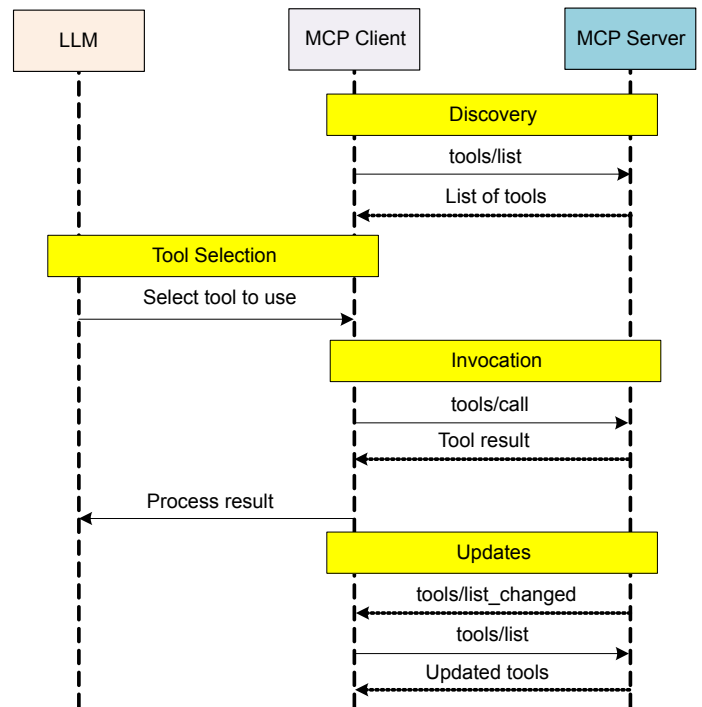 LLM
MCP Client
MCP Server
Discovery
tools/list
List of tools
Tool Selection
Select tool to use
Invocation
tools/call
Tool result
Process result
Updates
tools/list_changed
tools/list
Updated tools